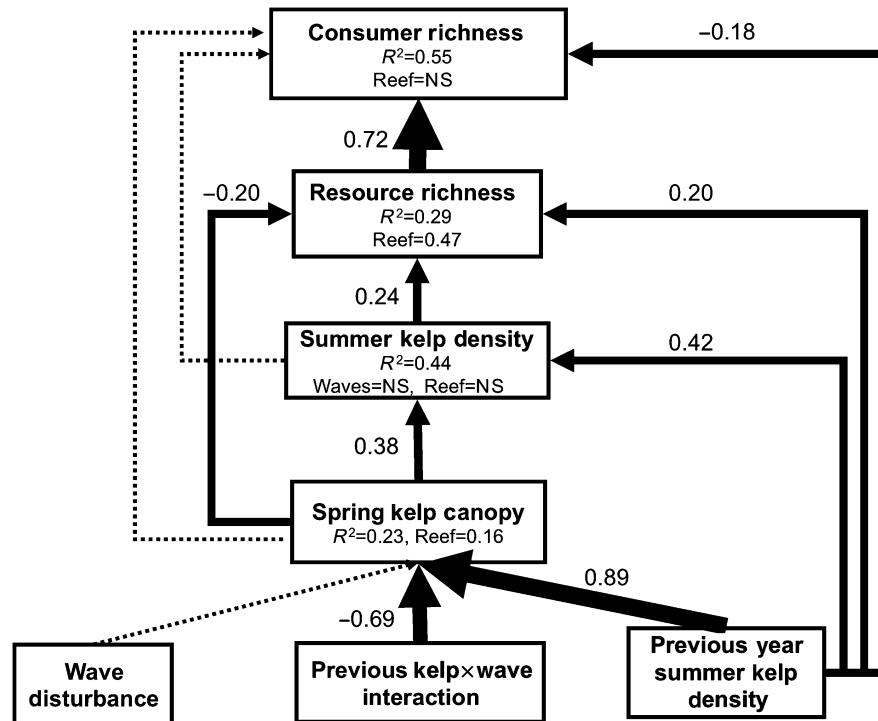 Consumer richness
R²=0.55
Reef=NS
−0.18
0.72
−0.20
Resource richness
R²=0.29
Reef=0.47
0.20
0.24
Summer kelp density
R²=0.44
Waves=NS, Reef=NS
0.42
0.38
Spring kelp canopy
R²=0.23, Reef=0.16
0.89
−0.69
Wave
disturbance
Previous kelp×wave
interaction
Previous year
summer kelp
density